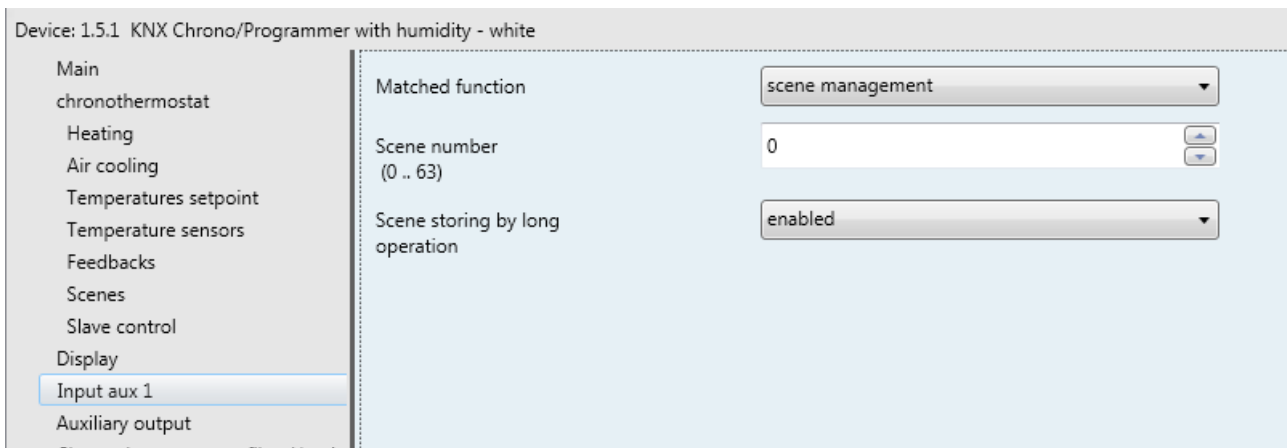 Device: 1.5.1 KNX Chrono/Programmer with humidity - white
Main
chronothermostat
Heating
Air cooling
Temperatures setpoint
Temperature sensors
Feedbacks
Scenes
Slave control
Display
Input aux 1
Auxiliary output
Matched function
scene management
Scene number
(0 .. 63)
0
Scene storing by long
operation
enabled